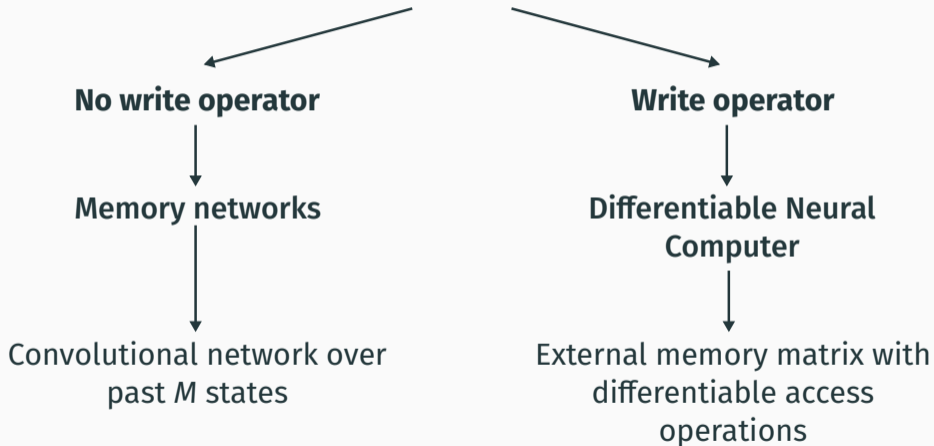 No write operator
Write operator
Memory networks
Differentiable Neural
Computer
Convolutional network over
past M states
External memory matrix with
differentiable access
operations